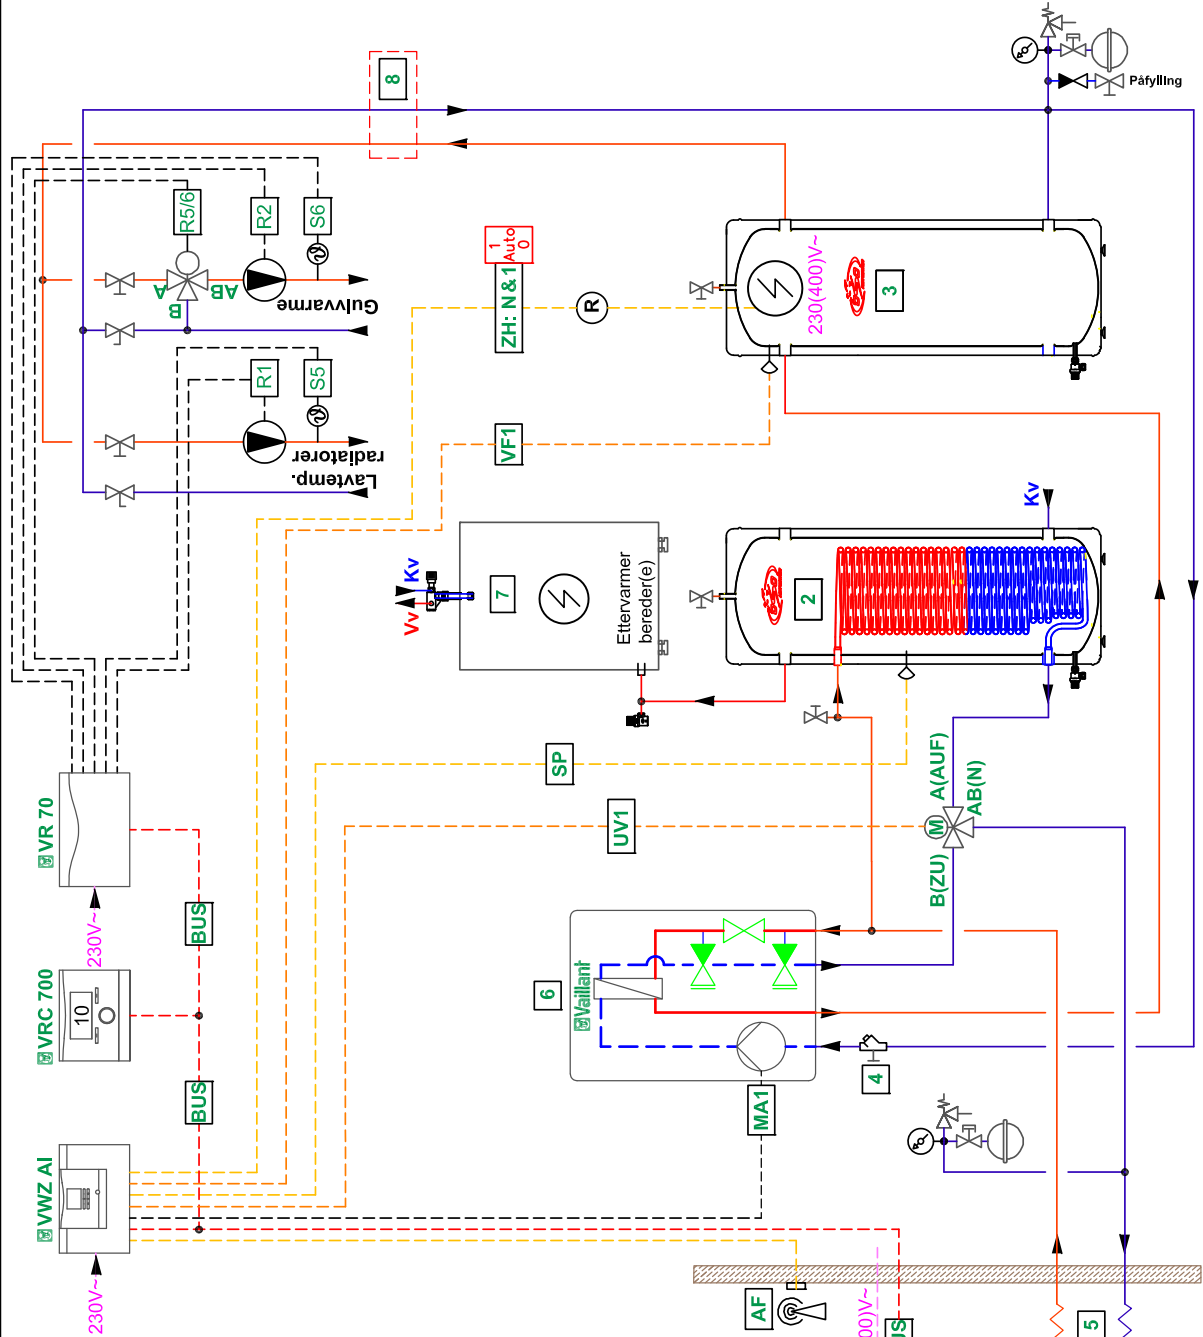 Påfylling
8
R5/6
R2
S6
A
AB
B
Gulvvarme
1
Auto
0
ZH: N &1
R
230(400)V~
3
R1
S5
Lavtemp.
radiatorer
VF1
Kv
Vv
Kv
7
Ettervarmer
bereder(e)
2
SP
UV1
A(AUF)
M
AB(N)
B(ZU)
VR 70
230V~
BUS
VRC 700
10
6
Vaillant
4
BUS
MA1
VWZ AI
230V~
AF
00)V~
US
5